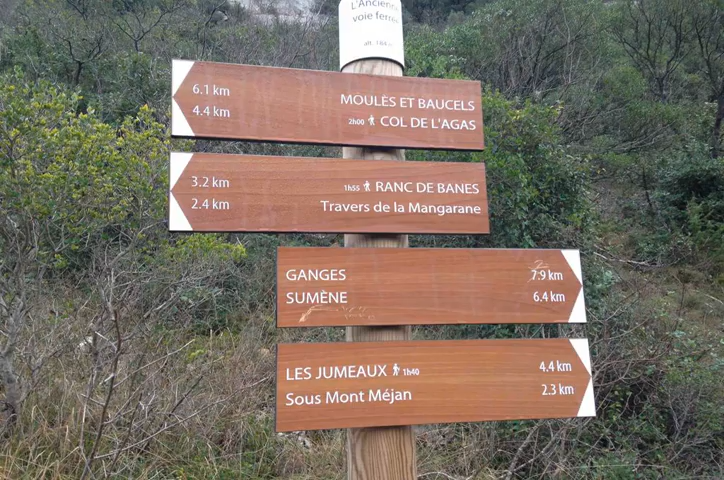 L'Ancienne
voie ferrée
6.1 km MOULÈS ET BAUCELS
4.4 km 2h00 COL DE L'AGAS
3.2 km 1h55 RANC DE BANES
2.4 km Travers de la Mangarane
GANGES 7.9 km
SUMÈNE 6.4 km
LES JUMEAUX 1h40 4.4 km
Sous Mont Méjan 2.3 km